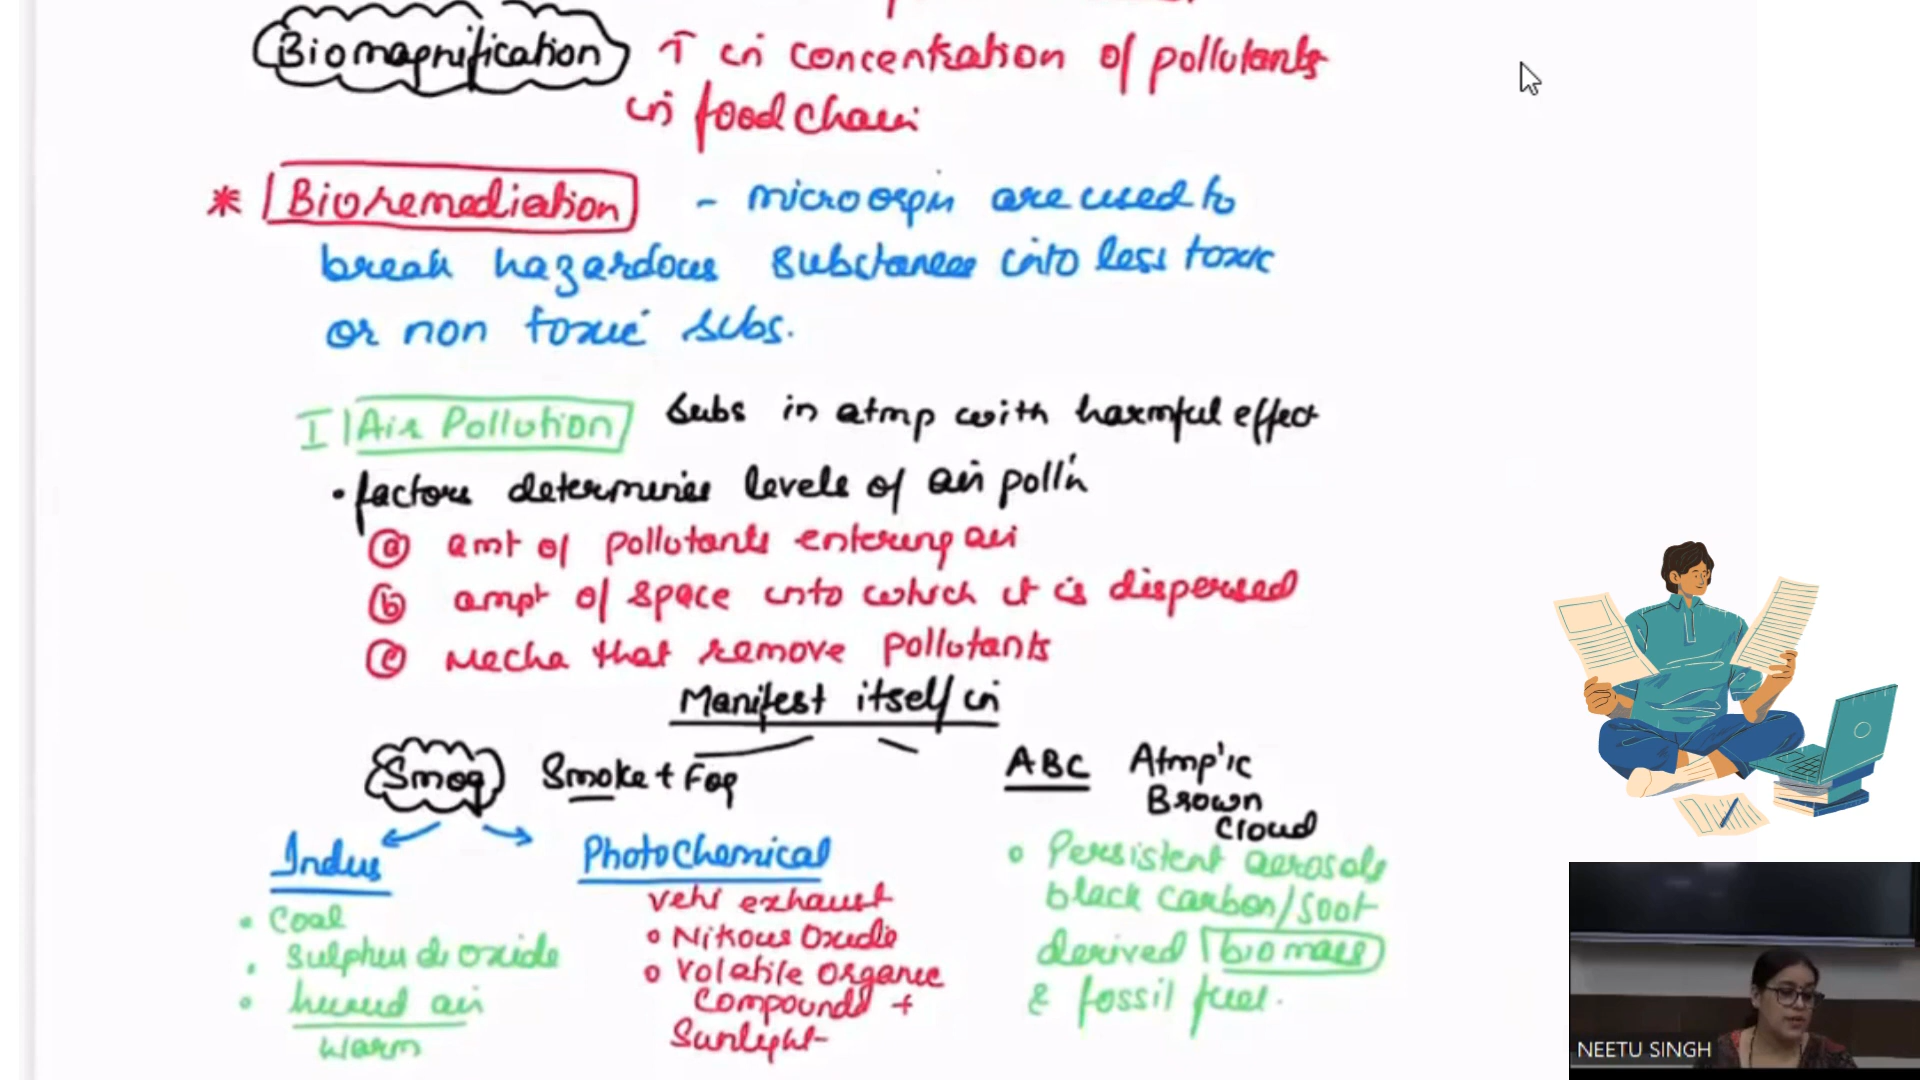 Biomagnification ↑ in concentration of pollutants
in food chain
* Bioremediation - microorgm are used to
break hazardous substances into less toxic
or non toxic subs.
I Air Pollution Subs in atmp with harmful effect
• factors determines levels of air poll'n
a amt of pollutants entering air
b ampt of space into which it is dispersed
c Mecha that remove pollutants
Manifest itself in
Smog Smoke + Fog
ABC Atmp'ic
Brown
Cloud
Indus
• Coal
• Sulpher di oxide
• humid air
warm
PhotoChemical
vehi exhaust
• Nitrous Oxide
• Volatile Organic
Compounds +
Sunlight
• Persistent aerosols
black carbon/soot
derived biomass
& fossil fuel.
NEETU SINGH